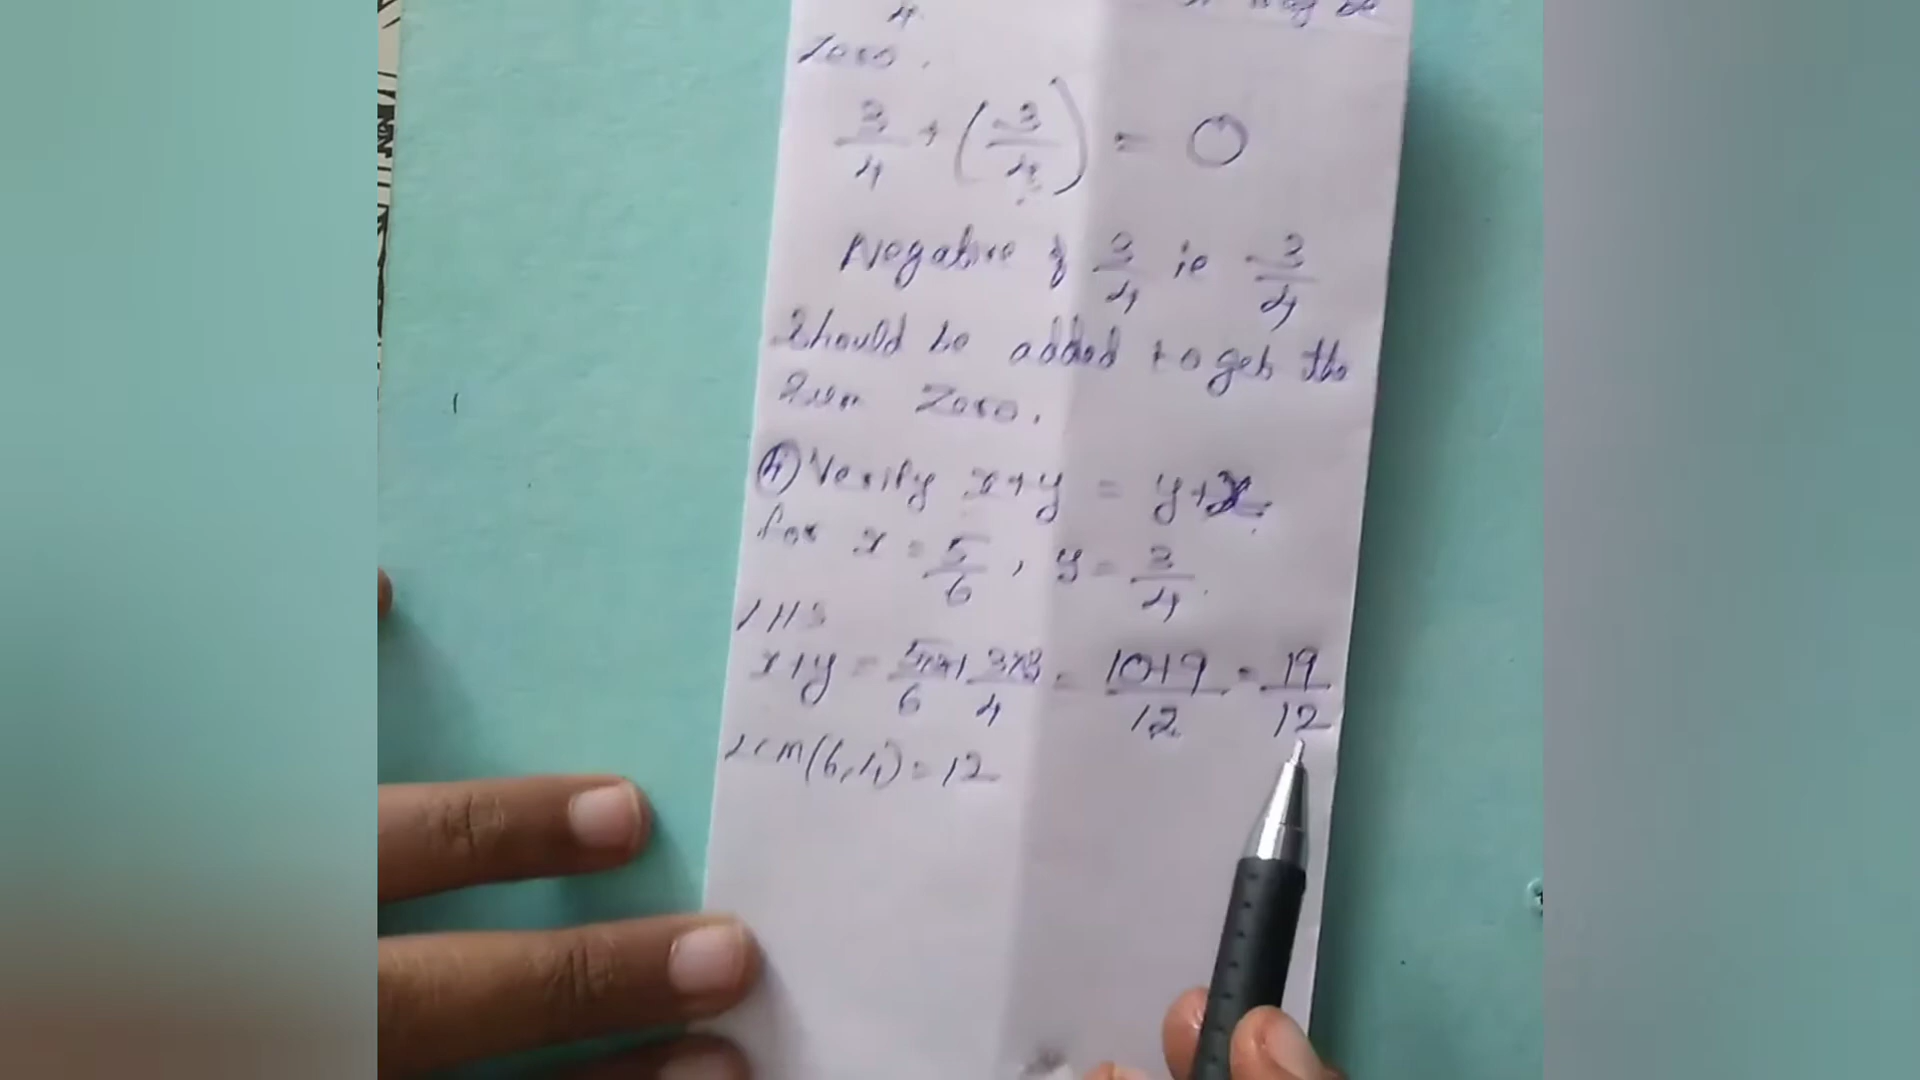 4
Zero.
3/4 + (-3/4) = 0
Negative of 3/4 ie -3/4
should be added to get the
sum zero.
(4) Verify x+y = y+x
for x = 5/6, y = 3/4.
LHS
x+y = 5×2/6 + 3×3/4 = 10+9/12 = 19/12
LCM(6,4) = 12